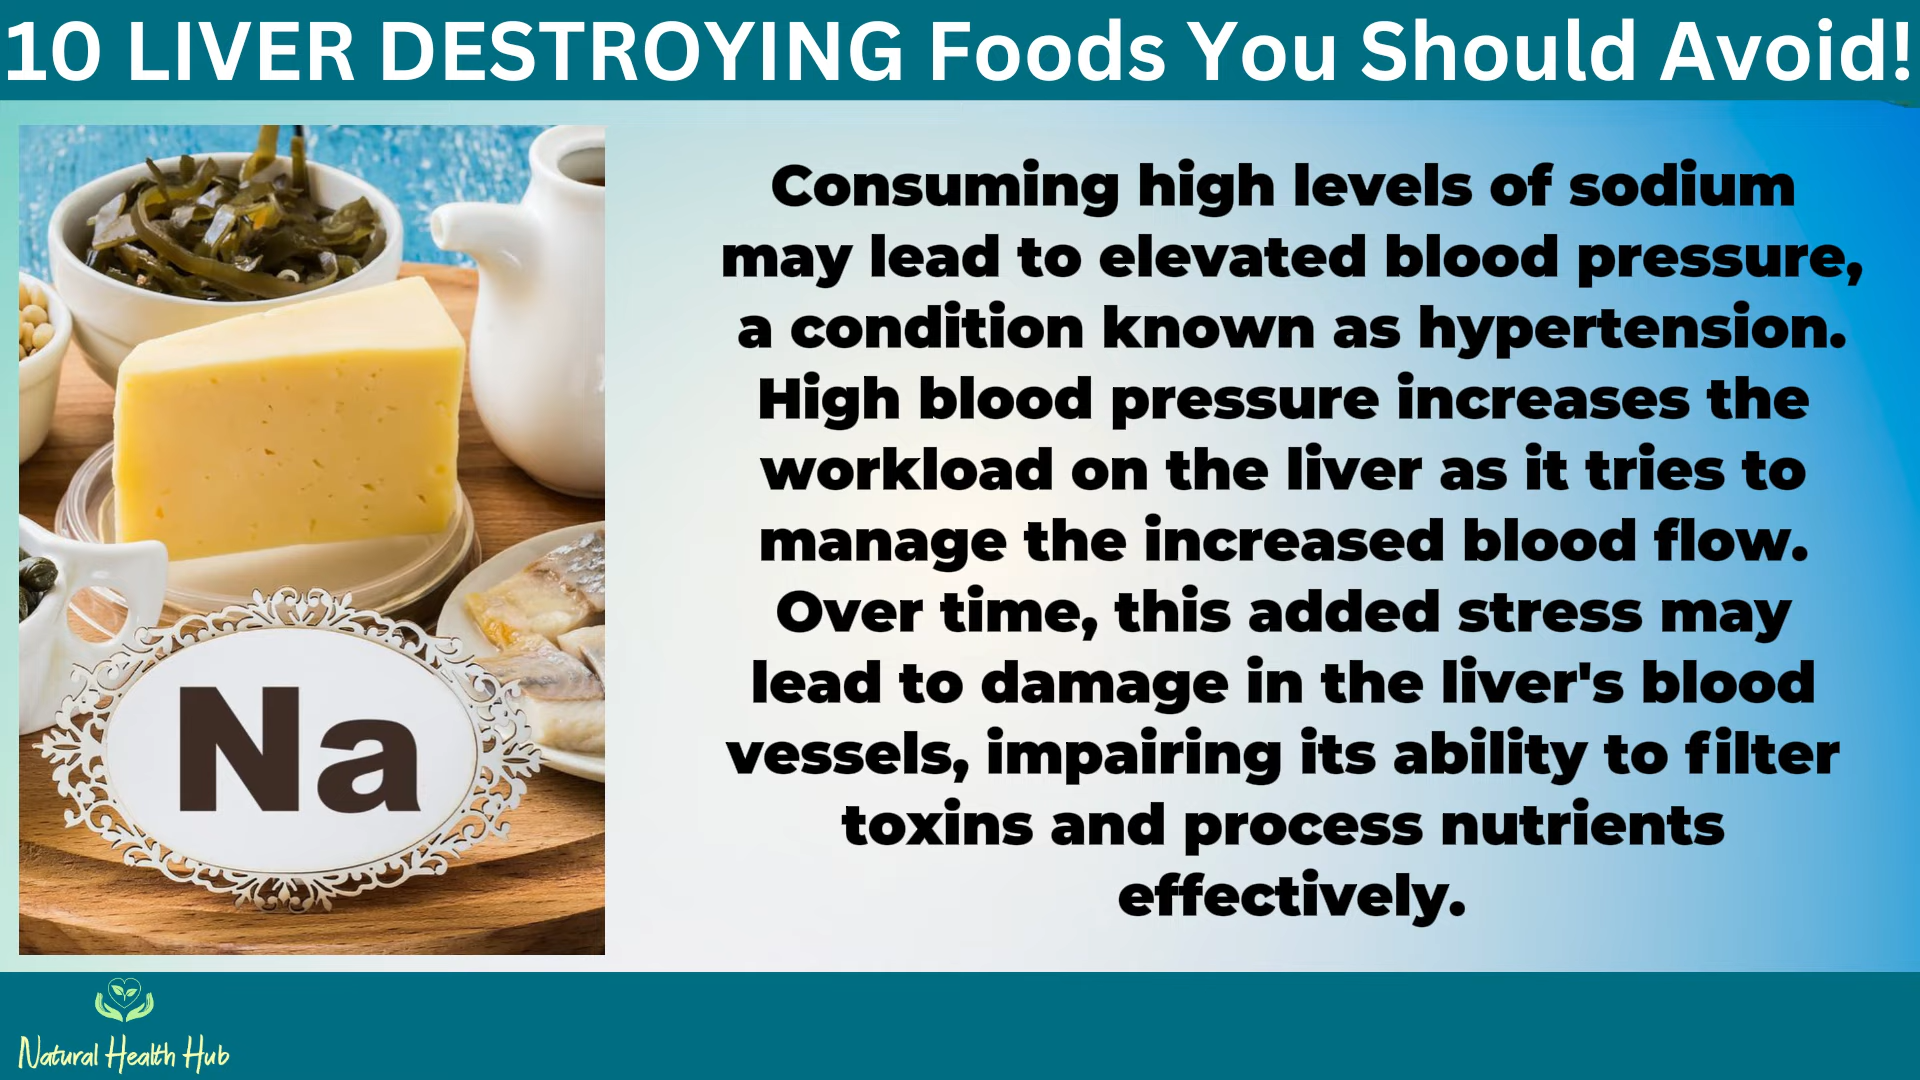 10 LIVER DESTROYING Foods You Should Avoid!
Consuming high levels of sodium
may lead to elevated blood pressure,
a condition known as hypertension.
High blood pressure increases the
workload on the liver as it tries to
manage the increased blood flow.
Over time, this added stress may
lead to damage in the liver's blood
vessels, impairing its ability to filter
toxins and process nutrients
effectively.
Na
Natural Health Hub